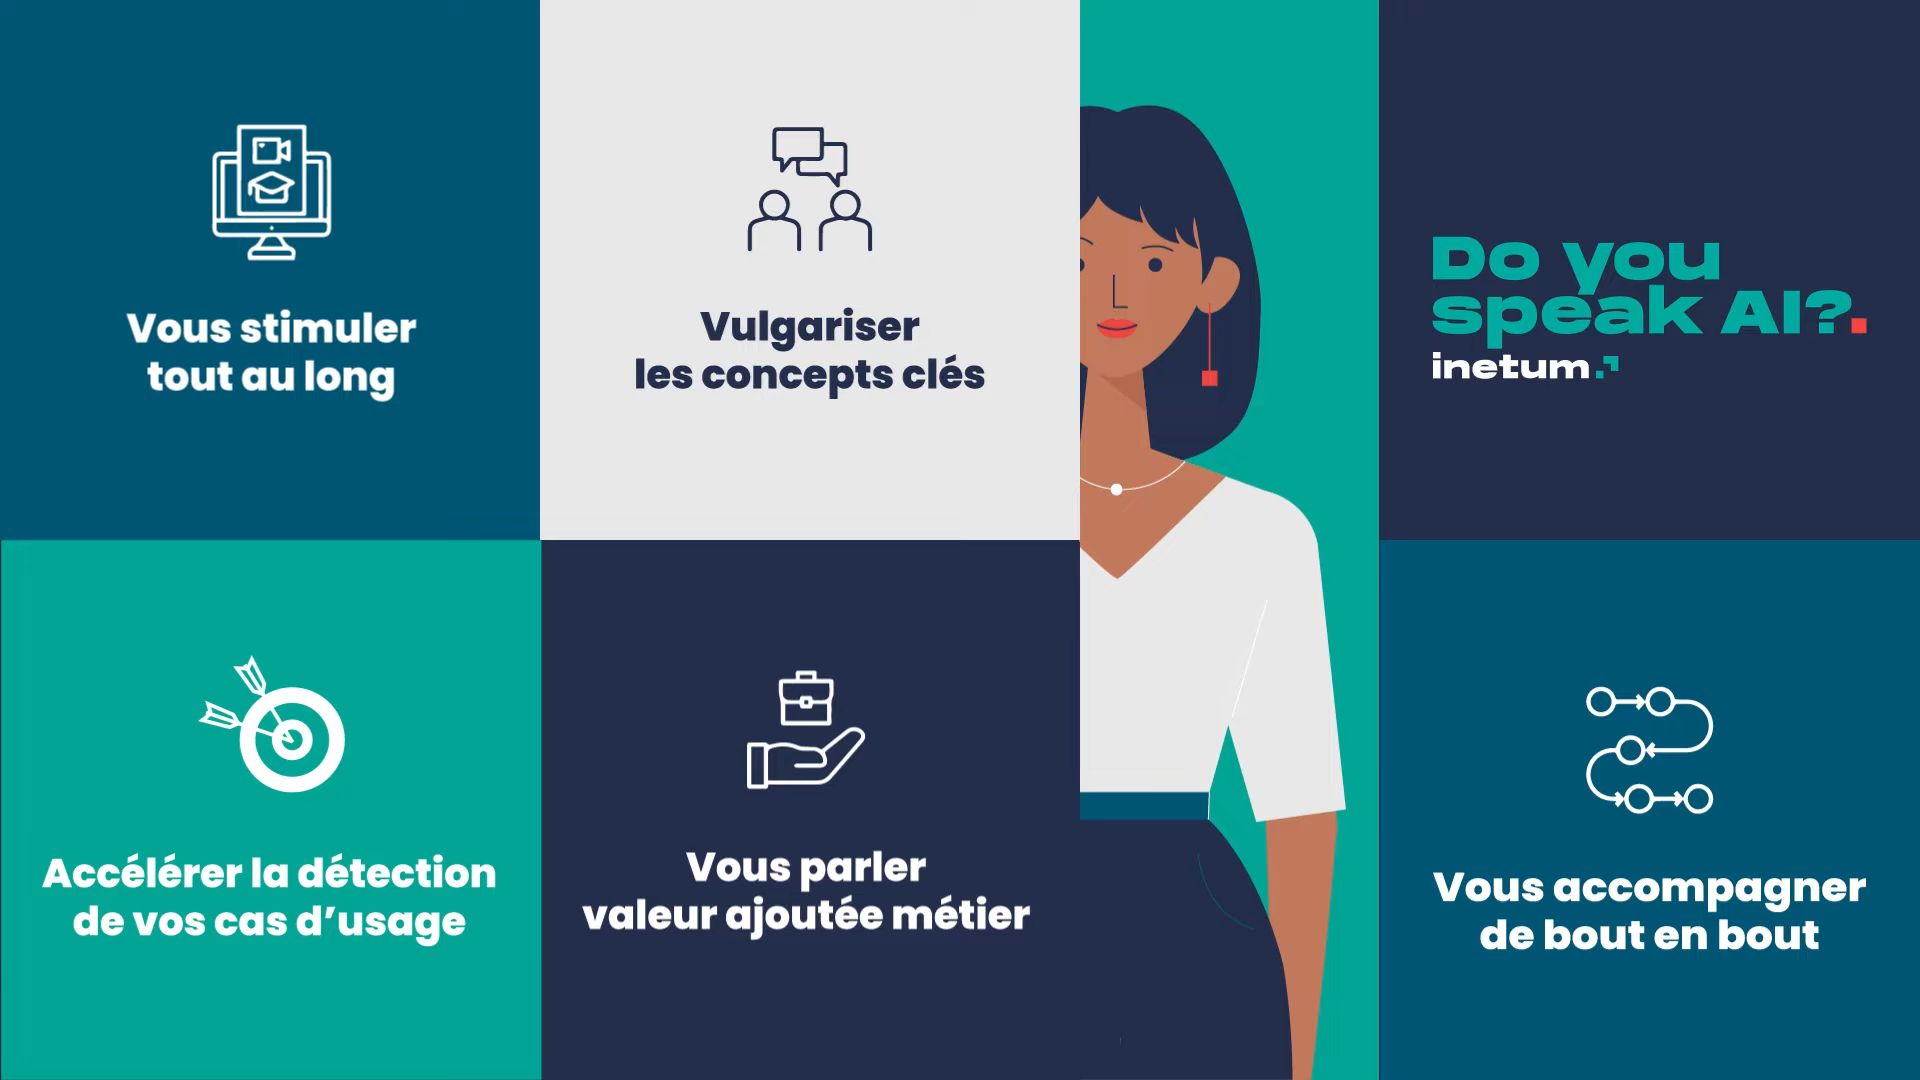 Vous stimuler
tout au long
Vulgariser
les concepts clés
Do you
speak AI?.
inetum
Accélérer la détection
de vos cas d’usage
Vous parler
valeur ajoutée métier
Vous accompagner
de bout en bout